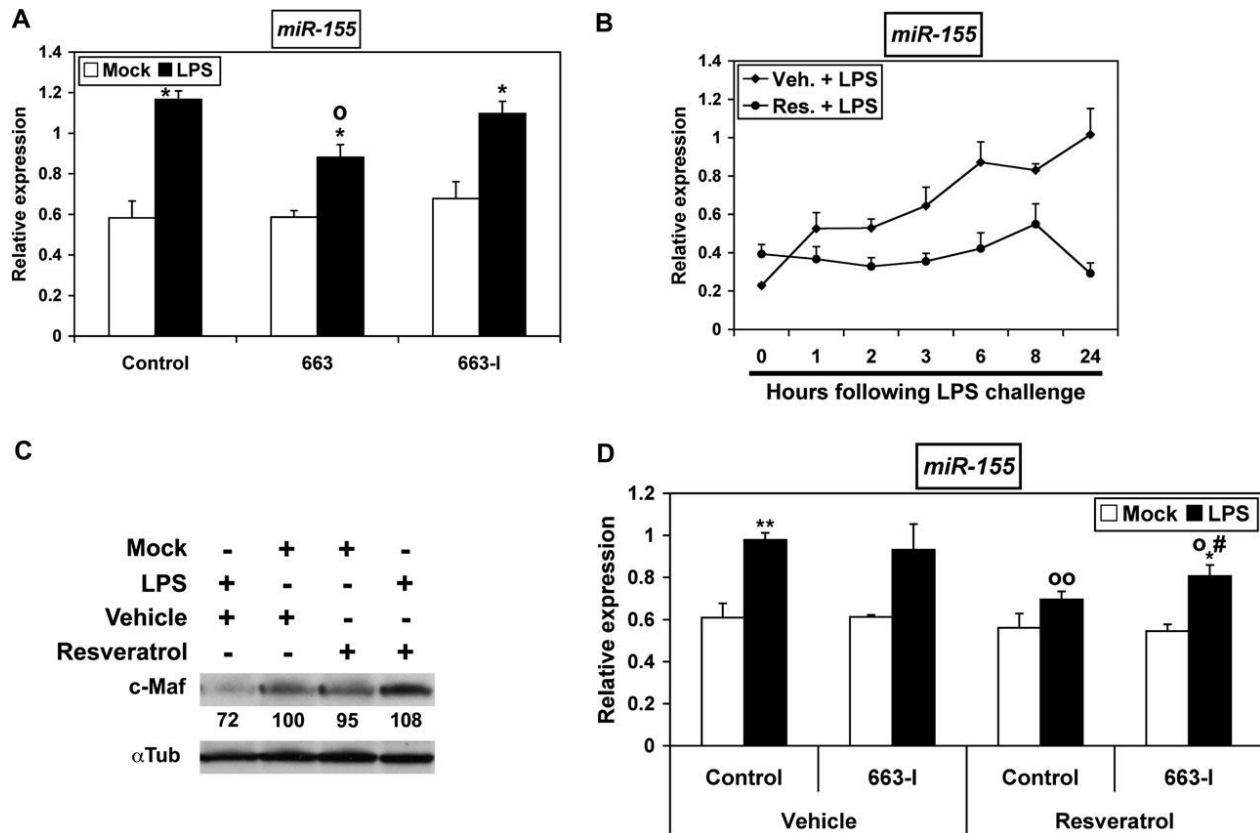 A
miR-155
1.4
1.2
1
0.8
0.6
0.4
0.2
0
Relative expression
Mock LPS
*
o
*
*
Control 663 663-I
B
miR-155
1.4
1.2
1
0.8
0.6
0.4
0.2
0
Relative expression
Veh. + LPS
Res. + LPS
0 1 2 3 6 8 24
Hours following LPS challenge
C
Mock - + + -
LPS + - - +
Vehicle + + - -
Resveratrol - - + +
c-Maf
72 100 95 108
αTub
D
miR-155
1.2
1
0.8
0.6
0.4
0.2
0
Relative expression
Mock LPS
**
oo
o #
*
Control 663-I Control 663-I
Vehicle Resveratrol